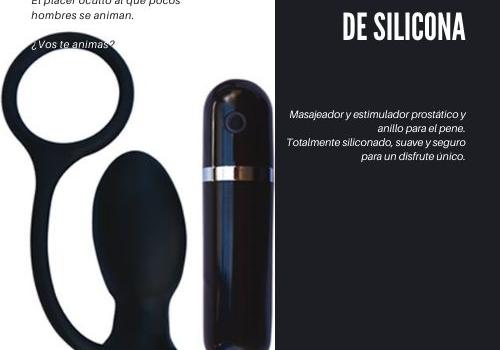 El placer oculto al que pocos
hombres se animan.
¿Vos te animas?
DE SILICONA
Masajeador y estimulador prostático y
anillo para el pene.
Totalmente siliconado, suave y seguro
para un disfrute único.